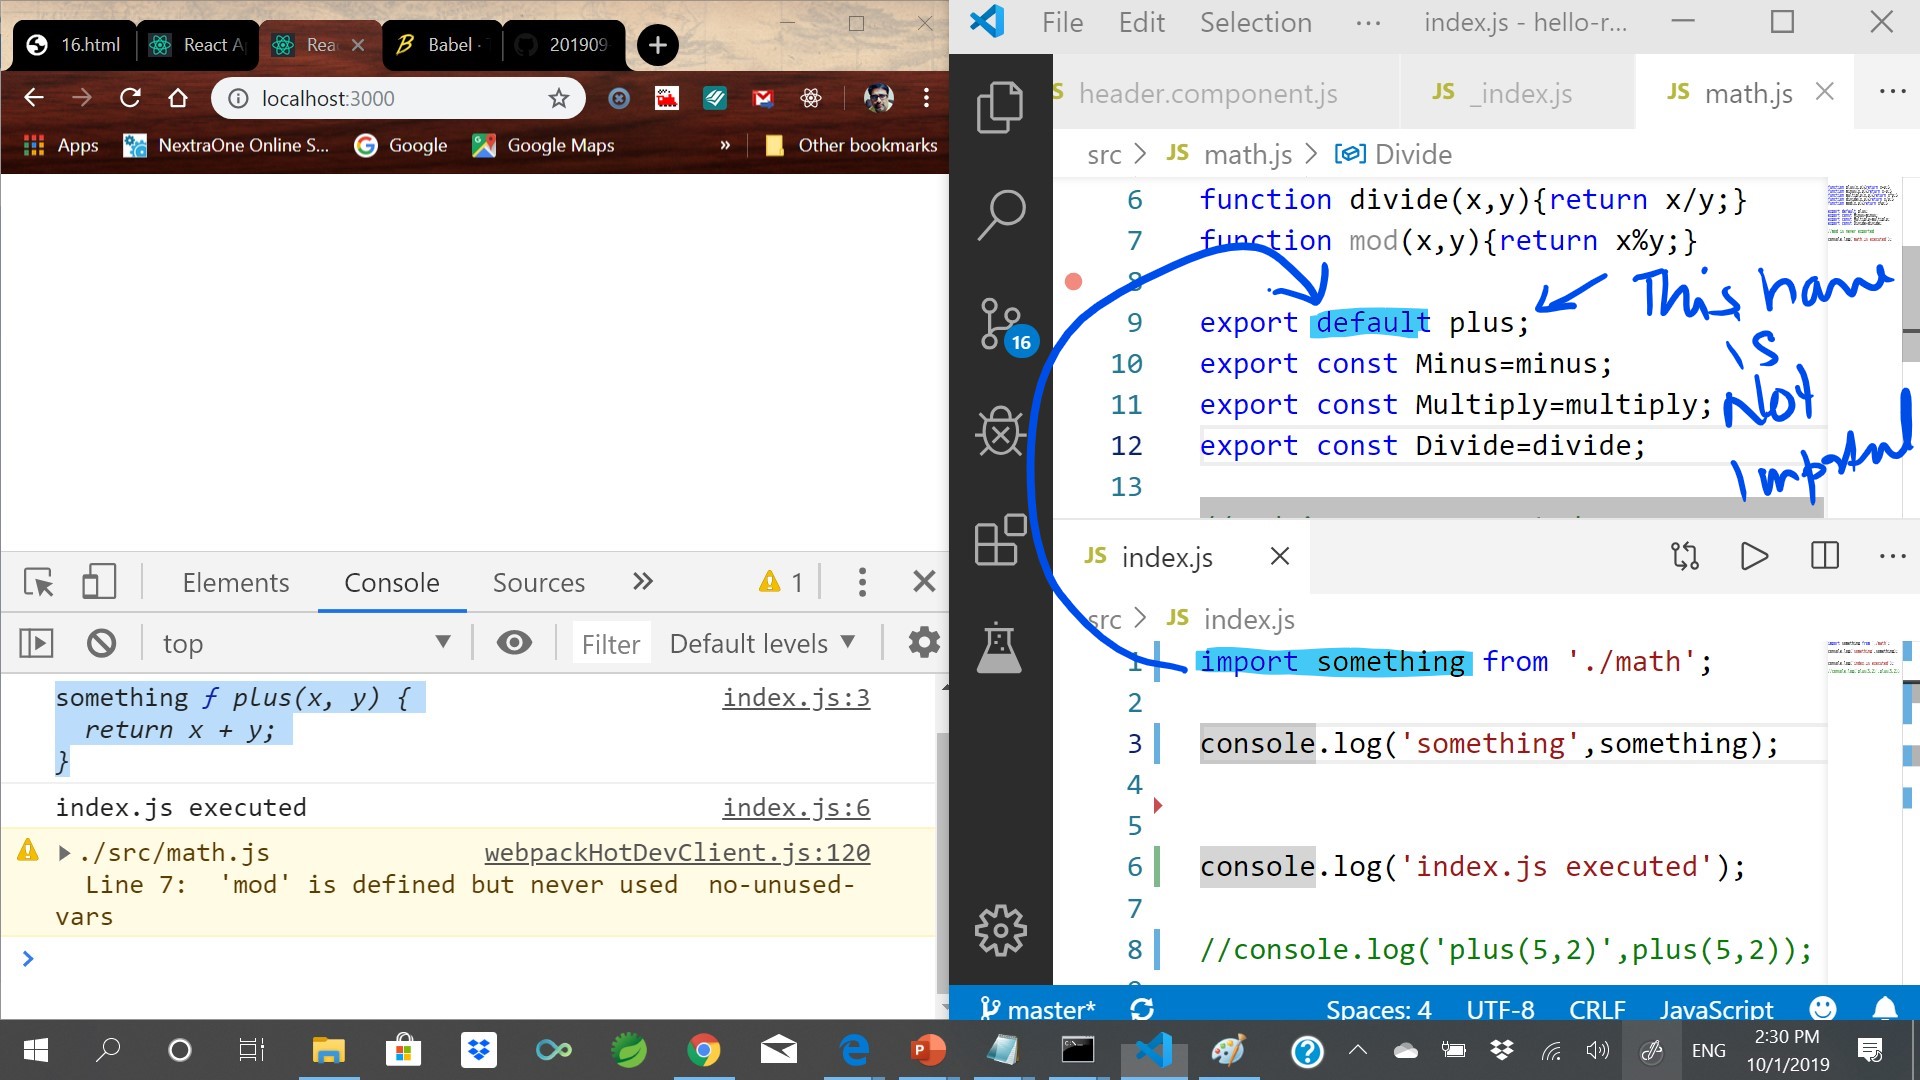 16.html
React A
Rea
Babel ·
201909
localhost:3000
Apps
NextraOne Online S...
Google
Google Maps
»
Other bookmarks
Elements
Console
Sources
»
1
top
Filter
Default levels
something ƒ plus(x, y) {
index.js:3
return x + y;
}
index.js executed
index.js:6
./src/math.js
webpackHotDevClient.js:120
Line 7:  'mod' is defined but never used  no-unused-
vars
File
Edit
Selection
···
index.js - hello-r...
header.component.js
JS _index.js
JS math.js
···
src > JS math.js > Divide
6 function divide(x,y){return x/y;}
7 function mod(x,y){return x%y;}
8
9 export default plus;
10 export const Minus=minus;
11 export const Multiply=multiply;
12 export const Divide=divide;
13
This name
is
Not
Important
16
JS index.js
···
src > JS index.js
1 import something from './math';
2
3 console.log('something',something);
4
5
6 console.log('index.js executed');
7
8 //console.log('plus(5,2)',plus(5,2));
master*
Spaces: 4
UTF-8
CRLF
JavaScript
ENG
2:30 PM
10/1/2019